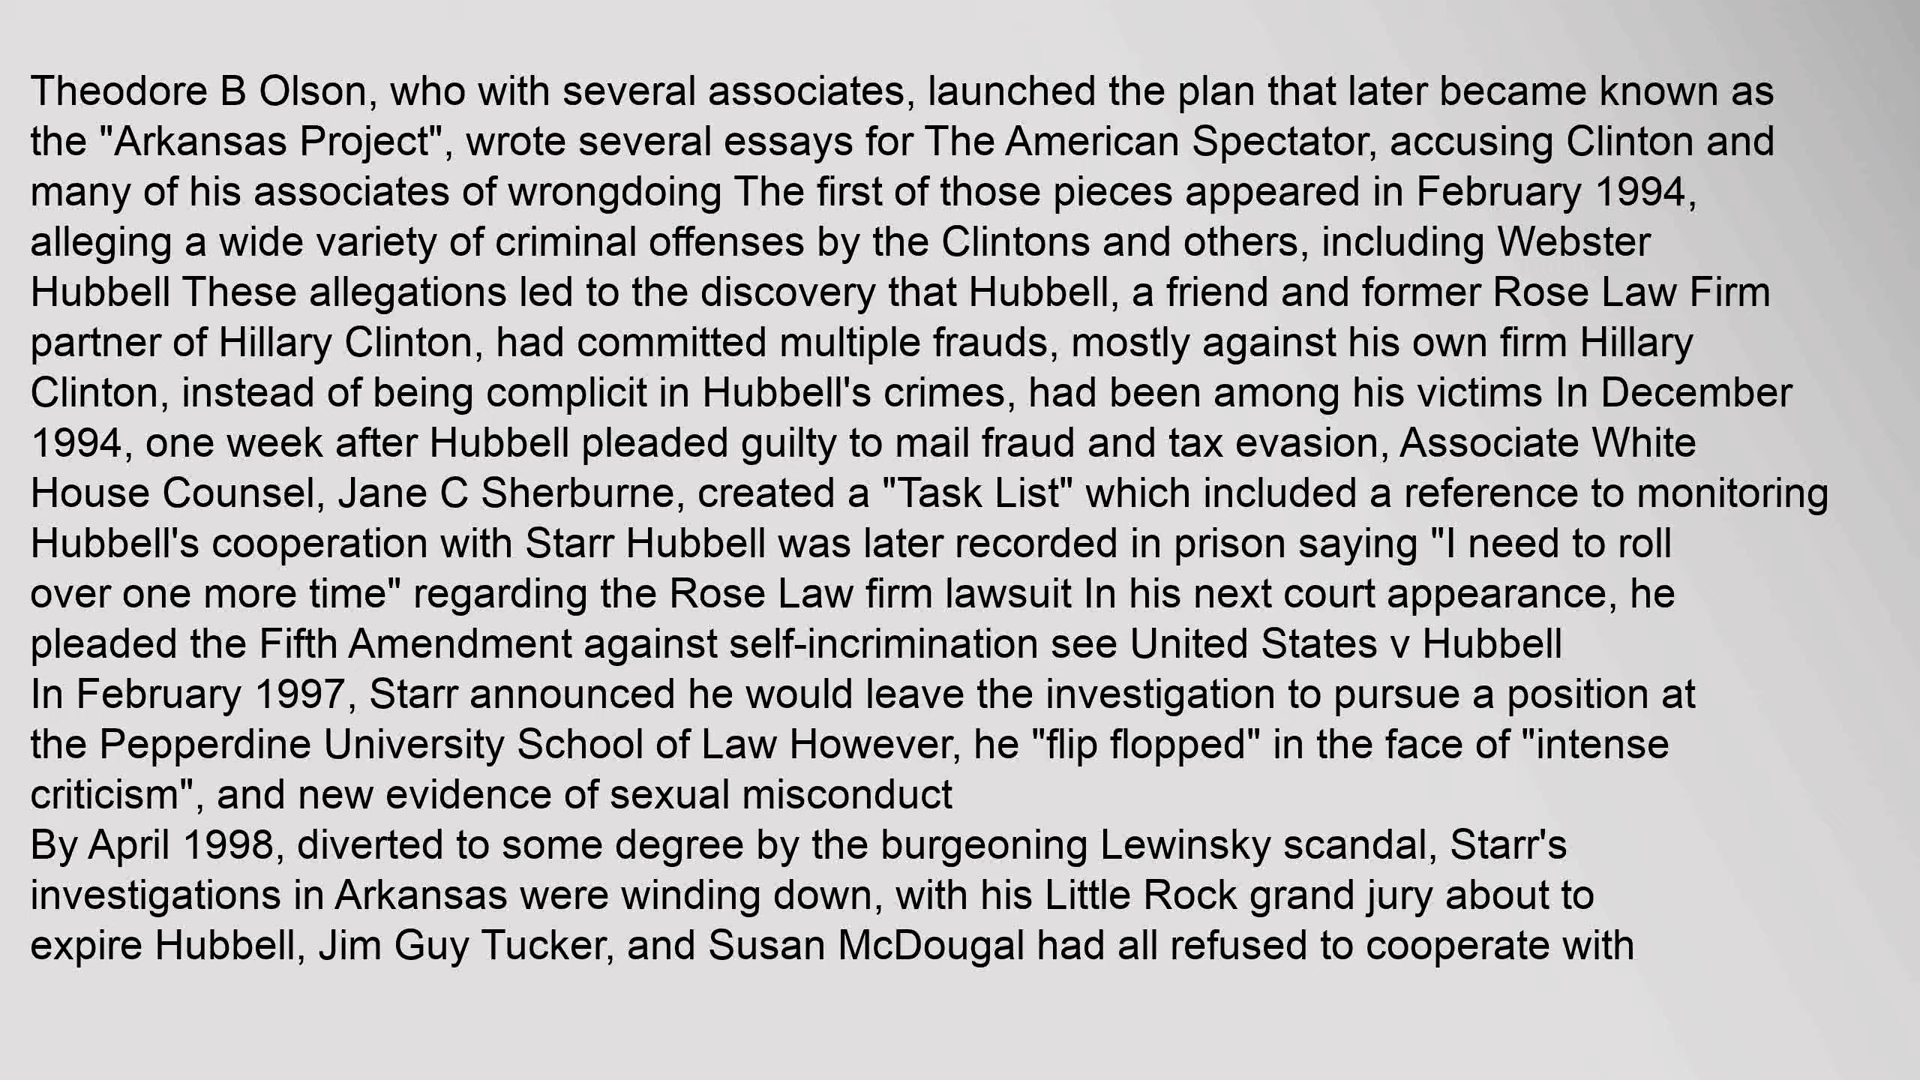 Theodore B Olson, who with several associates, launched the plan that later became known as
the "Arkansas Project", wrote several essays for The American Spectator, accusing Clinton and
many of his associates of wrongdoing The first of those pieces appeared in February 1994,
alleging a wide variety of criminal offenses by the Clintons and others, including Webster
Hubbell These allegations led to the discovery that Hubbell, a friend and former Rose Law Firm
partner of Hillary Clinton, had committed multiple frauds, mostly against his own firm Hillary
Clinton, instead of being complicit in Hubbell's crimes, had been among his victims In December
1994, one week after Hubbell pleaded guilty to mail fraud and tax evasion, Associate White
House Counsel, Jane C Sherburne, created a "Task List" which included a reference to monitoring
Hubbell's cooperation with Starr Hubbell was later recorded in prison saying "I need to roll
over one more time" regarding the Rose Law firm lawsuit In his next court appearance, he
pleaded the Fifth Amendment against self-incrimination see United States v Hubbell
In February 1997, Starr announced he would leave the investigation to pursue a position at
the Pepperdine University School of Law However, he "flip flopped" in the face of "intense
criticism", and new evidence of sexual misconduct
By April 1998, diverted to some degree by the burgeoning Lewinsky scandal, Starr's
investigations in Arkansas were winding down, with his Little Rock grand jury about to
expire Hubbell, Jim Guy Tucker, and Susan McDougal had all refused to cooperate with